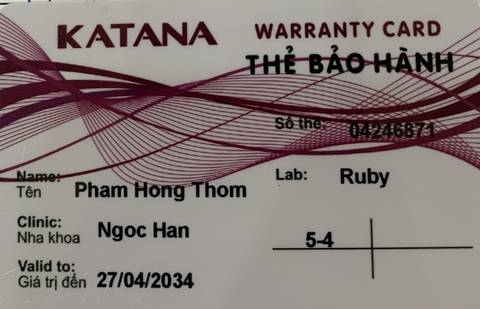 KATANA
WARRANTY CARD
THẺ BẢO HÀNH
Số thẻ: 04246871
Name:
Tên Pham Hong Thom
Lab: Ruby
Clinic:
Nha khoa Ngoc Han
5-4
Valid to:
Giá trị đến 27/04/2034